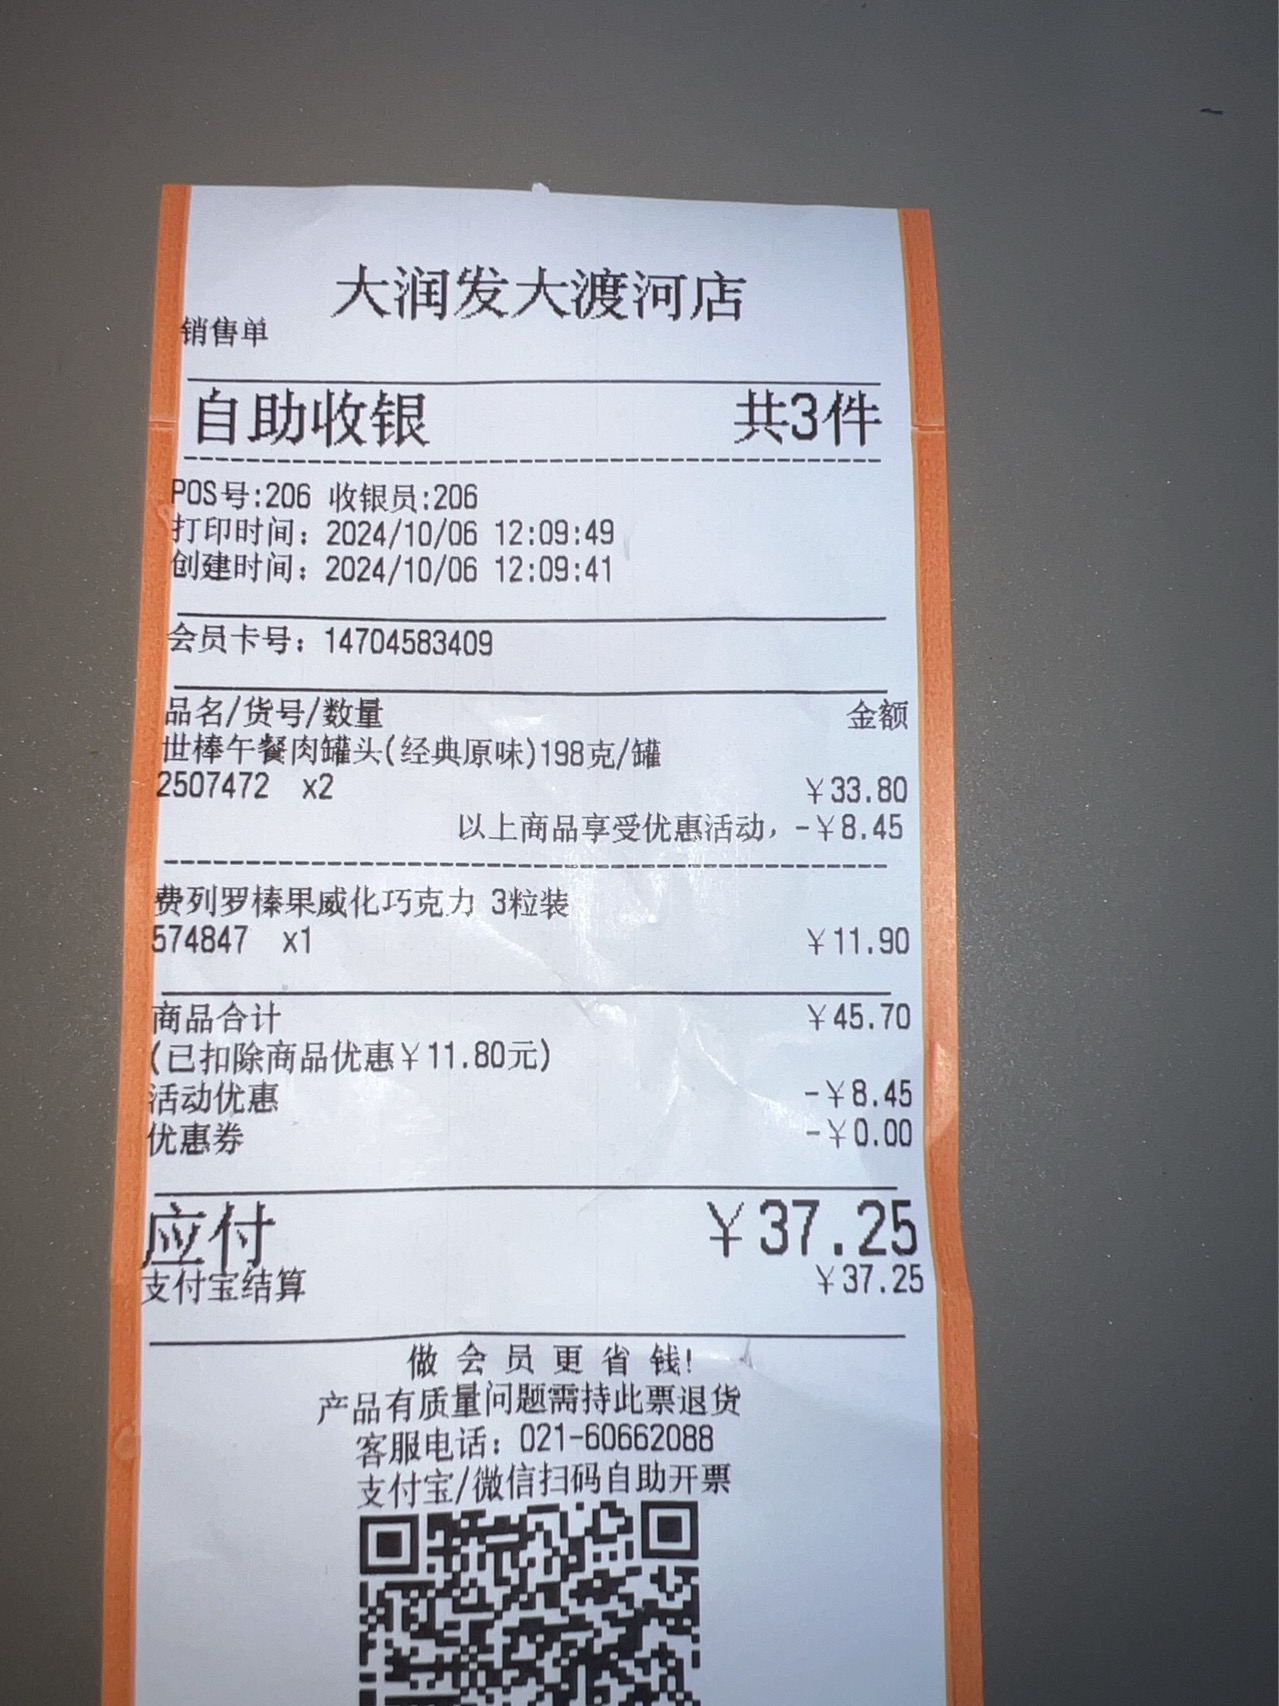 大润发大渡河店
销售单
自助收银 共3件
POS号:206 收银员:206
打印时间：2024/10/06 12:09:49
创建时间：2024/10/06 12:09:41
会员卡号：14704583409
品名/货号/数量 金额
世棒午餐肉罐头(经典原味)198克/罐
2507472 x2 ￥33.80
以上商品享受优惠活动，-￥8.45
费列罗榛果威化巧克力 3粒装
574847 x1 ￥11.90
商品合计 ￥45.70
(已扣除商品优惠￥11.80元)
活动优惠 -￥8.45
优惠券 -￥0.00
应付 ￥37.25
支付宝结算 ￥37.25
做会员更省钱!
产品有质量问题需持此票退货
客服电话：021-60662088
支付宝/微信扫码自助开票